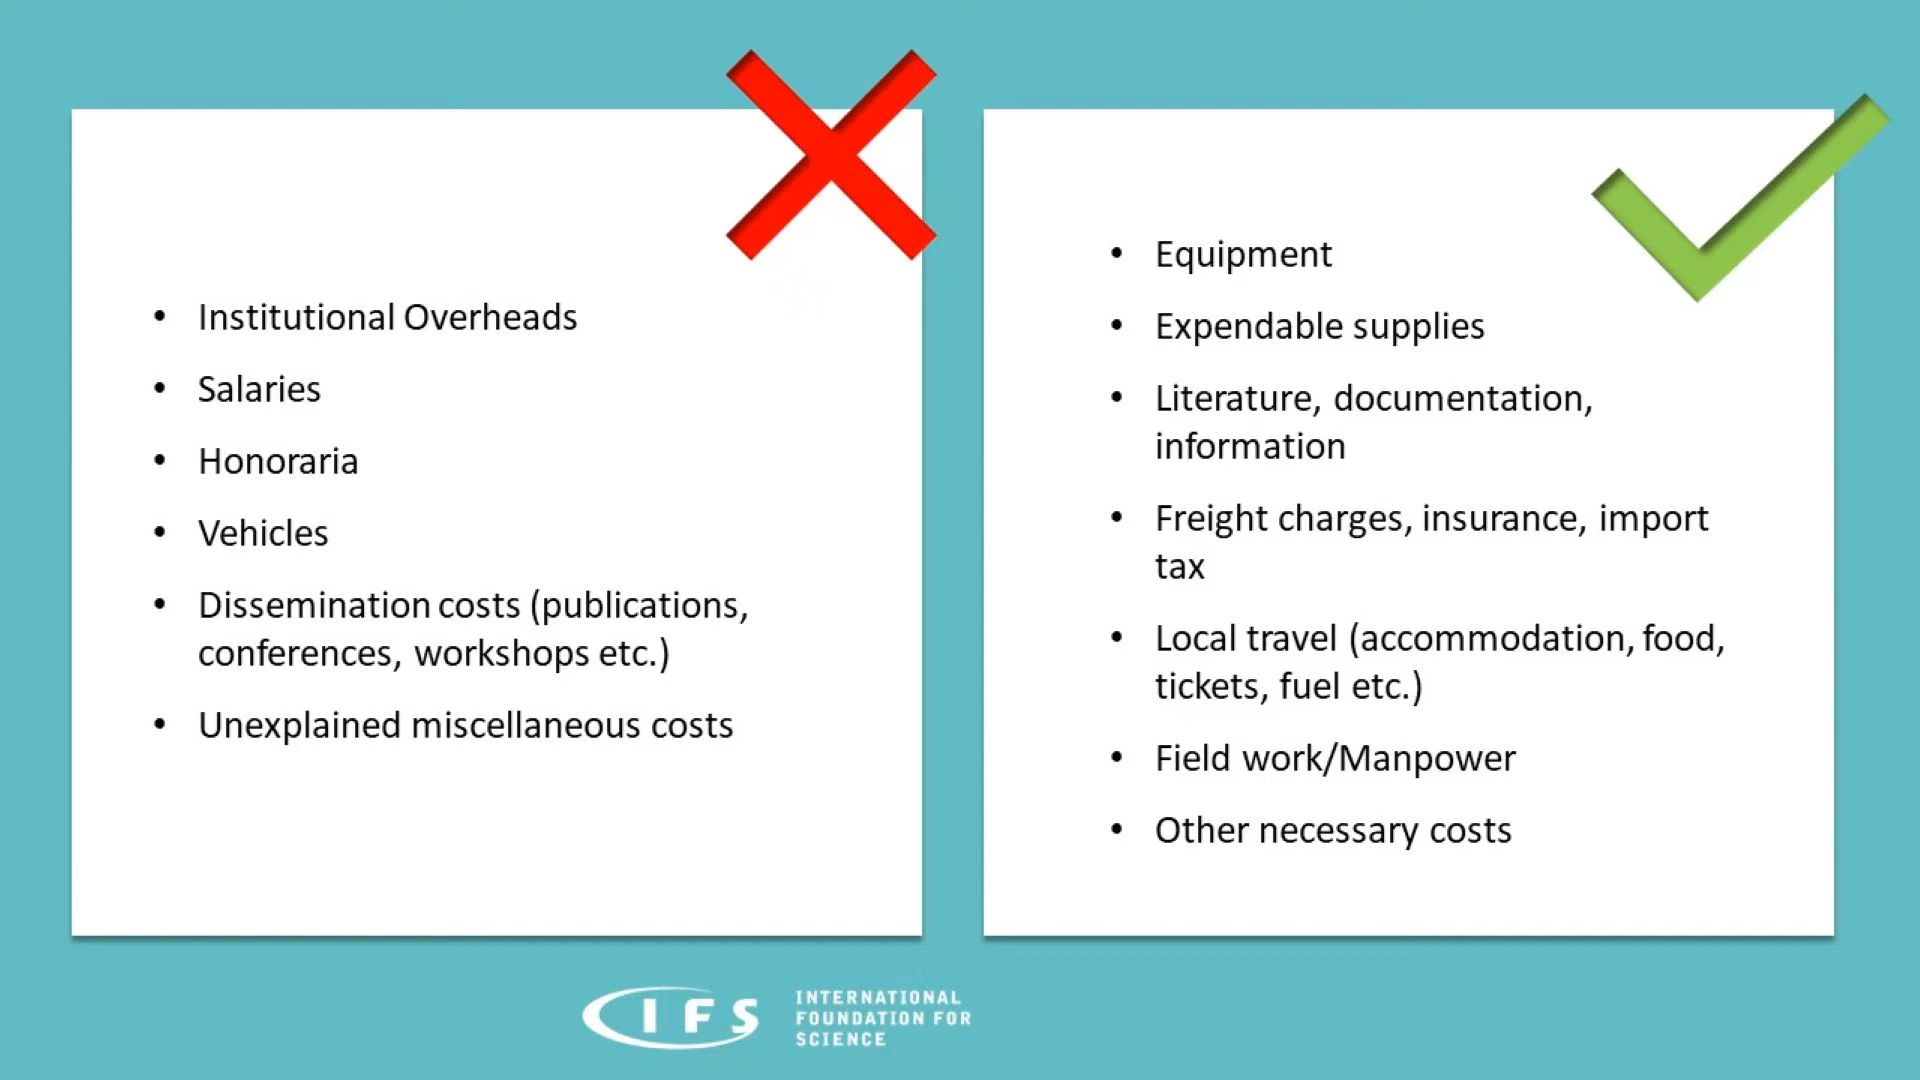 • Institutional Overheads
• Salaries
• Honoraria
• Vehicles
• Dissemination costs (publications,
conferences, workshops etc.)
• Unexplained miscellaneous costs
• Equipment
• Expendable supplies
• Literature, documentation,
information
• Freight charges, insurance, import
tax
• Local travel (accommodation, food,
tickets, fuel etc.)
• Field work/Manpower
• Other necessary costs
IFS
INTERNATIONAL
FOUNDATION FOR
SCIENCE